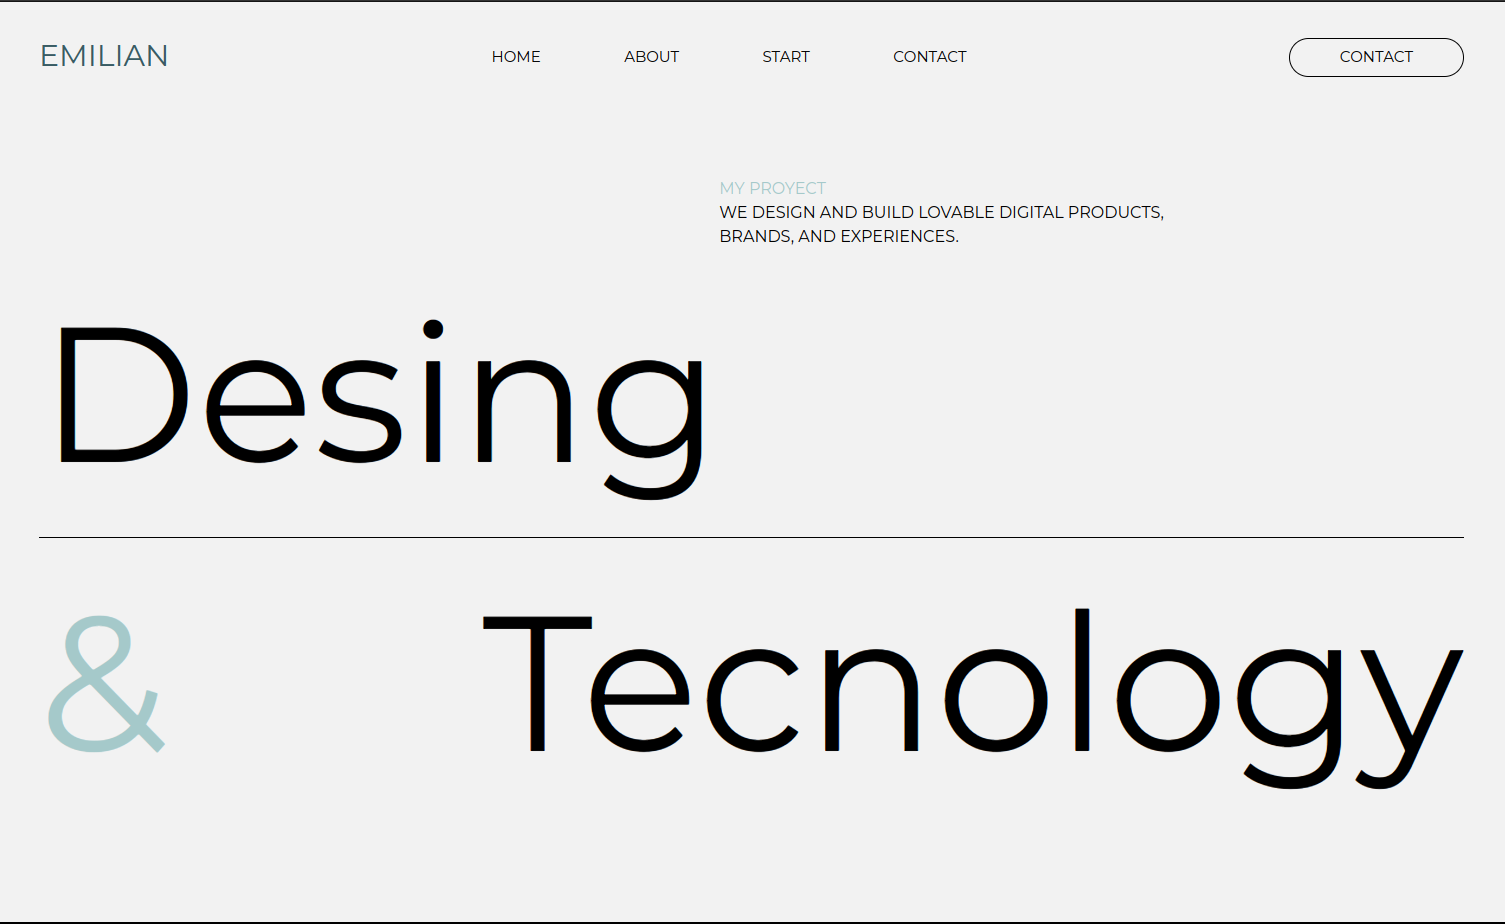 EMILIAN
HOME ABOUT START CONTACT
CONTACT
MY PROYECT
WE DESIGN AND BUILD LOVABLE DIGITAL PRODUCTS,
BRANDS, AND EXPERIENCES.
Desing
& Tecnology